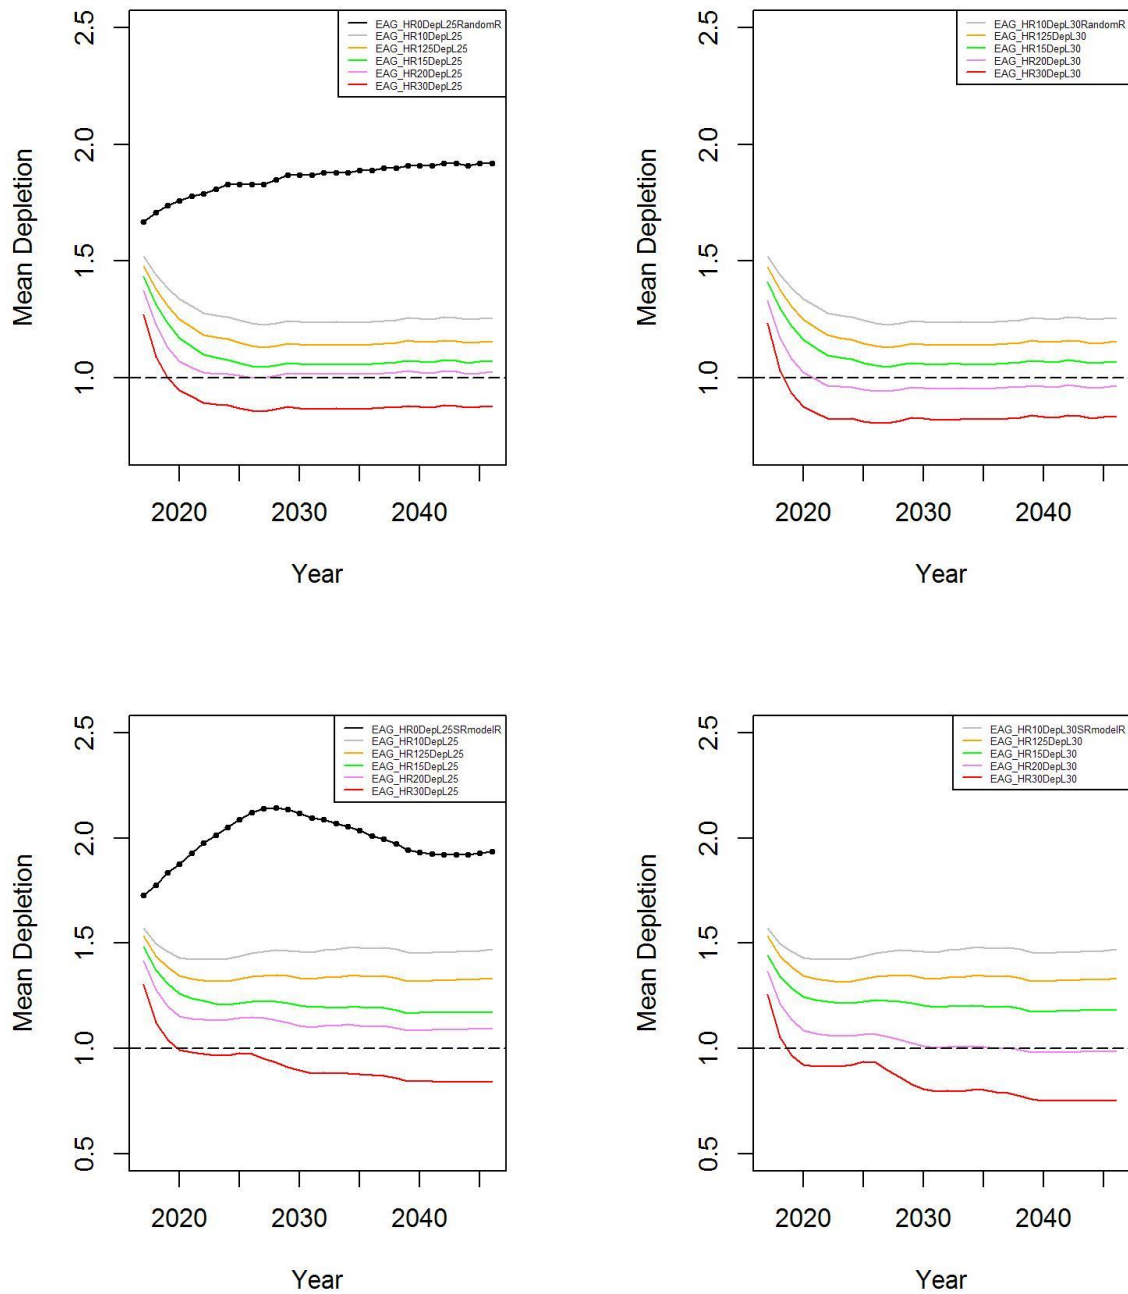 EAG_HR0DepL25RandomR
EAG_HR10DepL25
EAG_HR125DepL25
EAG_HR15DepL25
EAG_HR20DepL25
EAG_HR30DepL25
2.5
2.0
1.5
1.0
Mean Depletion
2020 2030 2040
Year
EAG_HR10DepL30RandomR
EAG_HR125DepL30
EAG_HR15DepL30
EAG_HR20DepL30
EAG_HR30DepL30
2.5
2.0
1.5
1.0
Mean Depletion
2020 2030 2040
Year
EAG_HR0DepL25SRmodelR
EAG_HR10DepL25
EAG_HR125DepL25
EAG_HR15DepL25
EAG_HR20DepL25
EAG_HR30DepL25
2.5
2.0
1.5
1.0
0.5
Mean Depletion
2020 2030 2040
Year
EAG_HR10DepL30SRmodelR
EAG_HR125DepL30
EAG_HR15DepL30
EAG_HR20DepL30
EAG_HR30DepL30
2.5
2.0
1.5
1.0
0.5
Mean Depletion
2020 2030 2040
Year